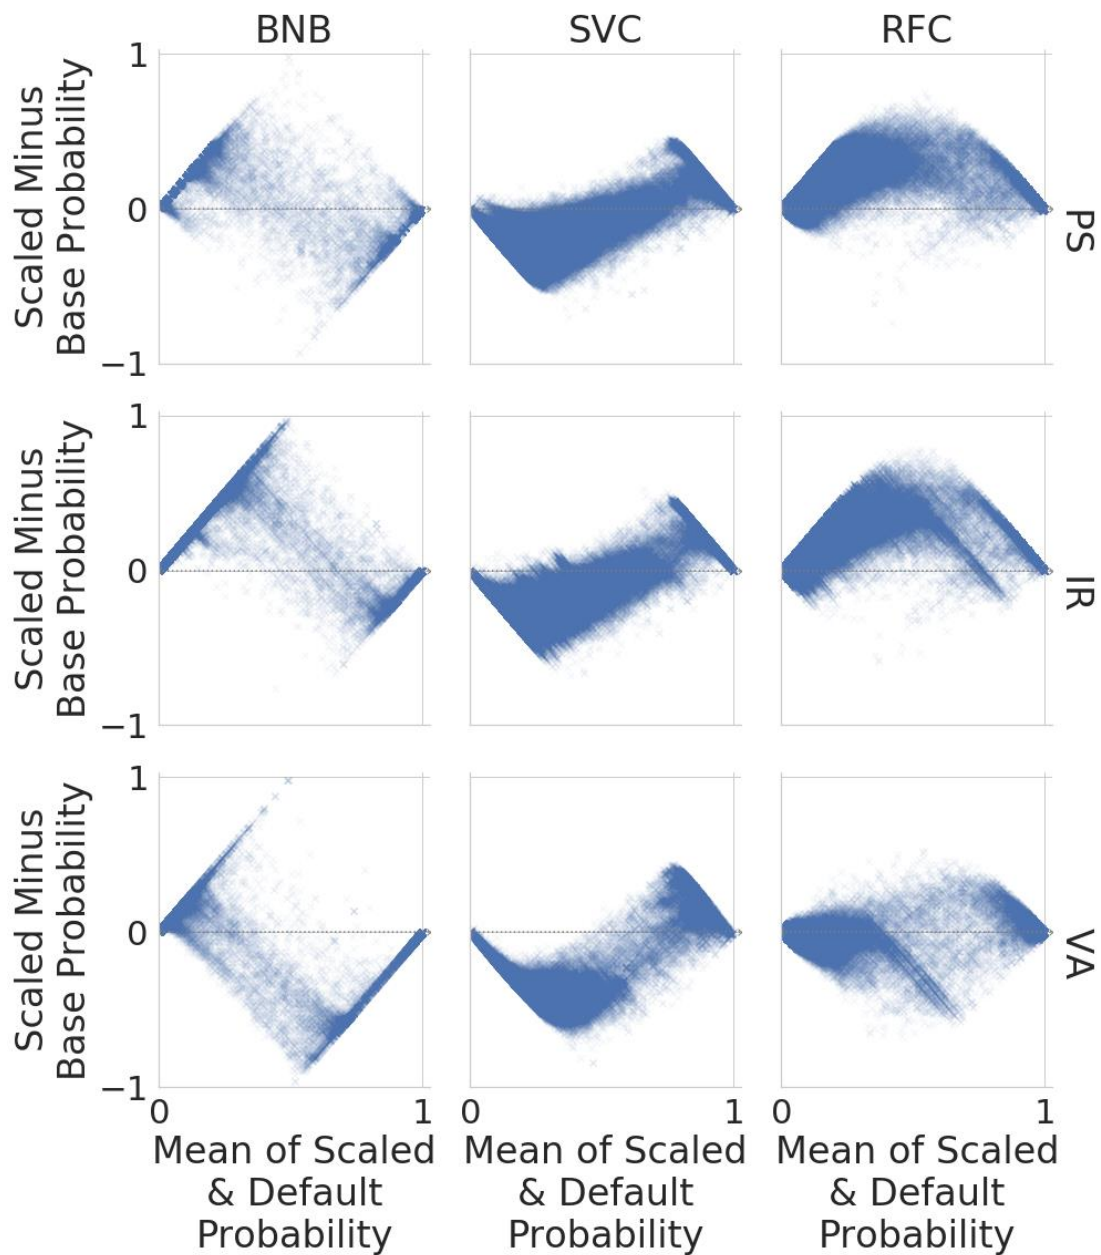 BNB SVC RFC
1
Scaled Minus
Base Probability
0
PS
−1
1
Scaled Minus
Base Probability
0
IR
−1
1
Scaled Minus
Base Probability
0
VA
−1
0 1 0 1 0 1
Mean of Scaled
& Default
Probability
Mean of Scaled
& Default
Probability
Mean of Scaled
& Default
Probability